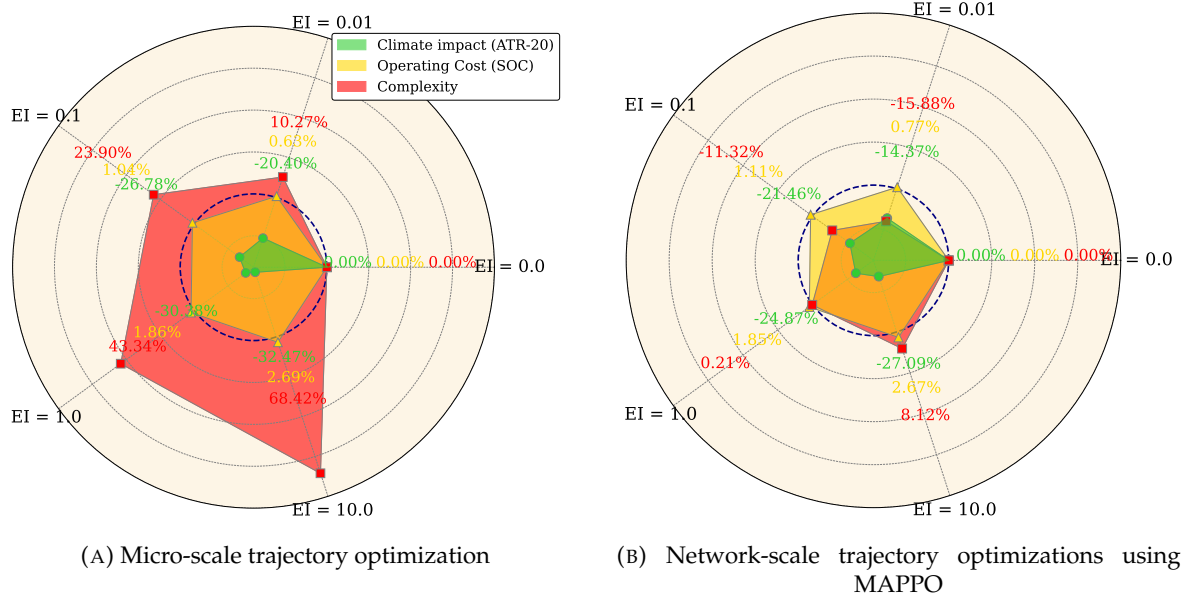 EI = 0.01
Climate impact (ATR-20)
Operating Cost (SOC)
Complexity
EI = 0.1
10.27%
0.63%
-20.40%
23.90%
1.04%
-26.78%
0.00% 0.00% 0.00%
EI = 0.0
1.86%
43.34%
-32.47%
2.69%
68.42%
EI = 1.0
EI = 10.0
(A) Micro-scale trajectory optimization
EI = 0.01
EI = 0.1
-15.88%
0.77%
-14.37%
-11.32%
1.11%
-21.46%
0.00% 0.00% 0.00%
EI = 0.0
-24.87%
1.85%
0.21%
-27.09%
2.67%
8.12%
EI = 1.0
EI = 10.0
(B) Network-scale trajectory optimizations using
MAPPO